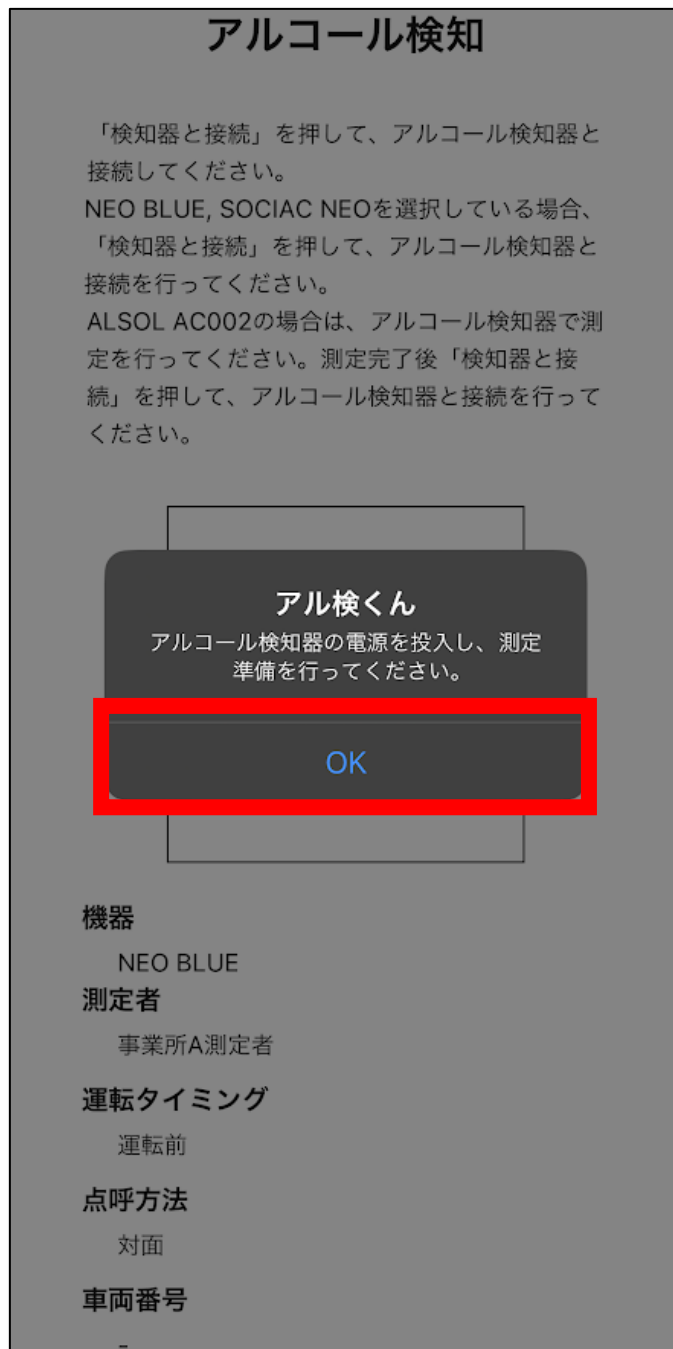 アルコール検知
「検知器と接続」を押して、アルコール検知器と
接続してください。
NEO BLUE, SOCIAC NEOを選択している場合、
「検知器と接続」を押して、アルコール検知器と
接続を行ってください。
ALSOL AC002の場合は、アルコール検知器で測
定を行ってください。測定完了後「検知器と接
続」を押して、アルコール検知器と接続を行って
ください。
アル検くん
アルコール検知器の電源を投入し、測定
準備を行ってください。
OK
機器
NEO BLUE
測定者
事業所A測定者
運転タイミング
運転前
点呼方法
対面
車両番号
-